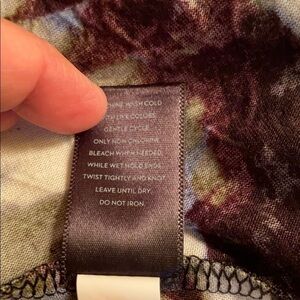 WASH COLD
LIKE COLORS.
GENTLE CYCLE.
ONLY NON CHLORINE
BLEACH WHEN NEEDED.
WHILE WET HOLD ENDS,
TWIST TIGHTLY AND KNOT.
LEAVE UNTIL DRY.
DO NOT IRON.